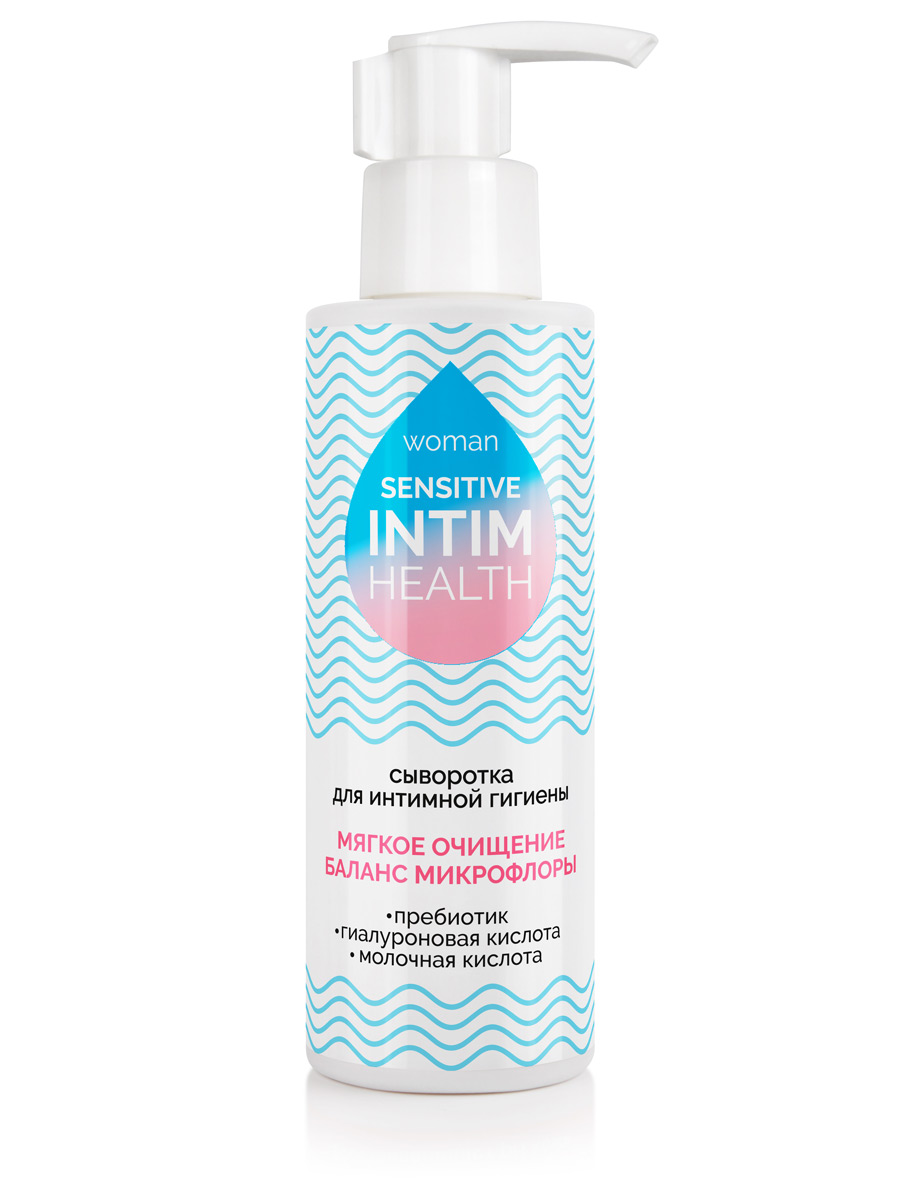 woman
SENSITIVE
INTIM
HEALTH
сыворотка
для интимной гигиены
МЯГКОЕ ОЧИЩЕНИЕ
БАЛАНС МИКРОФЛОРЫ
•пребиотик
•гиалуроновая кислота
• молочная кислота